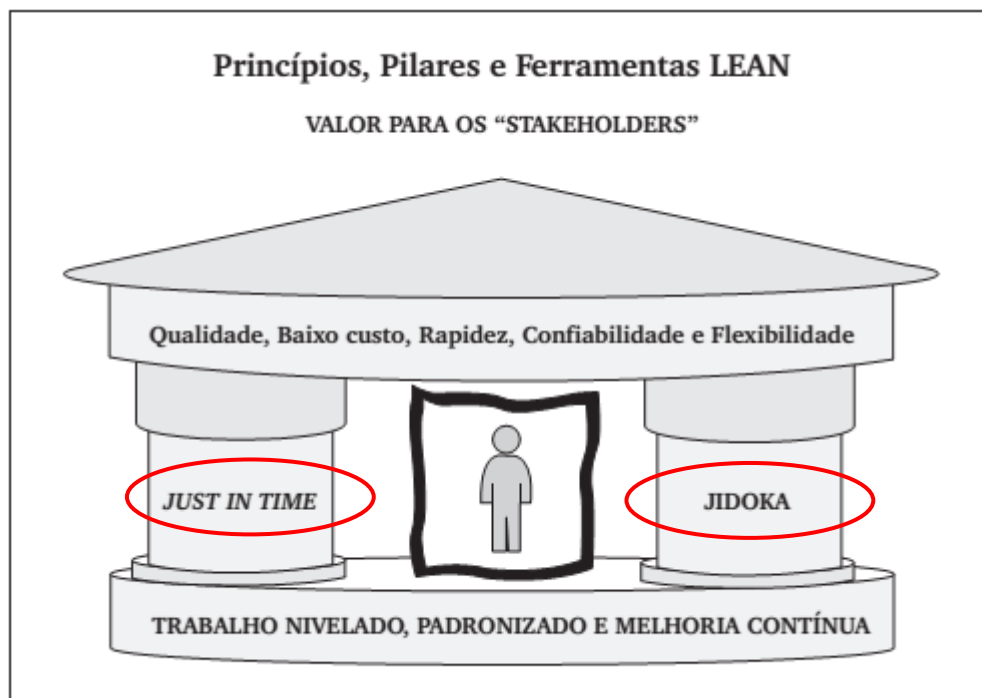 Princípios, Pilares e Ferramentas LEAN
VALOR PARA OS “STAKEHOLDERS”
Qualidade, Baixo custo, Rapidez, Confiabilidade e Flexibilidade
JUST IN TIME
JIDOKA
TRABALHO NIVELADO, PADRONIZADO E MELHORIA CONTÍNUA